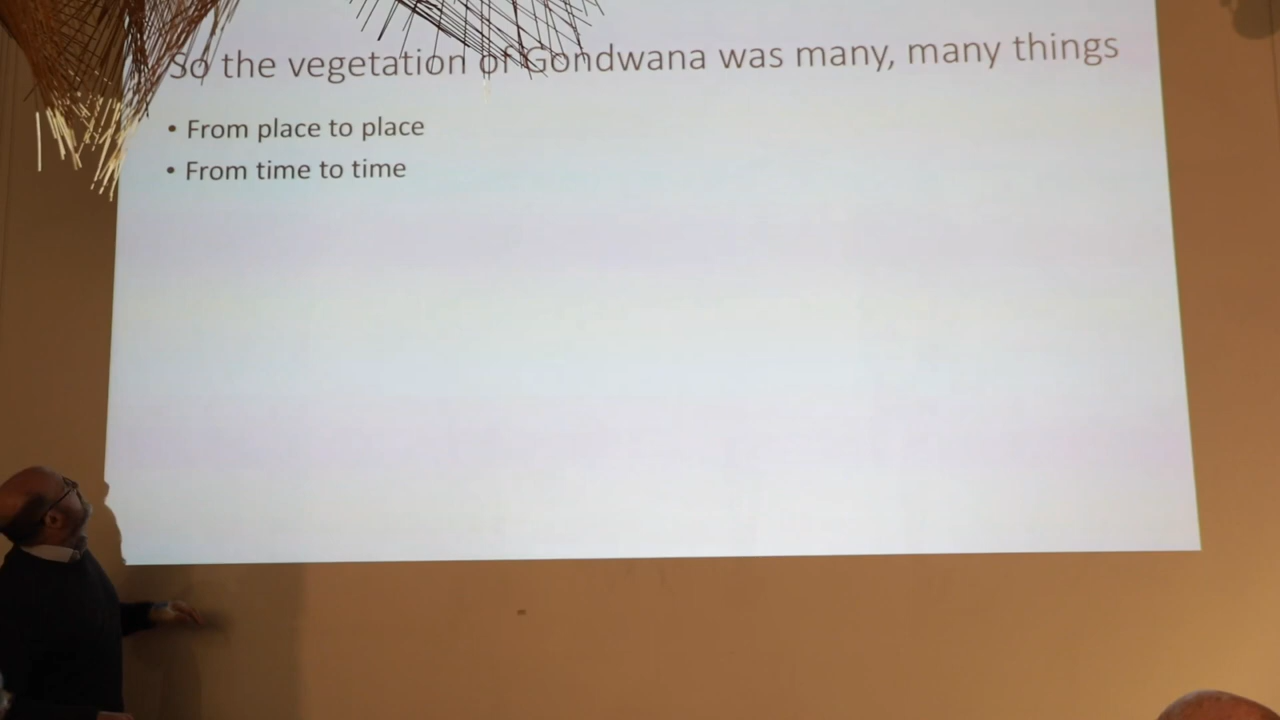 So the vegetation of Gondwana was many, many things
• From place to place
• From time to time